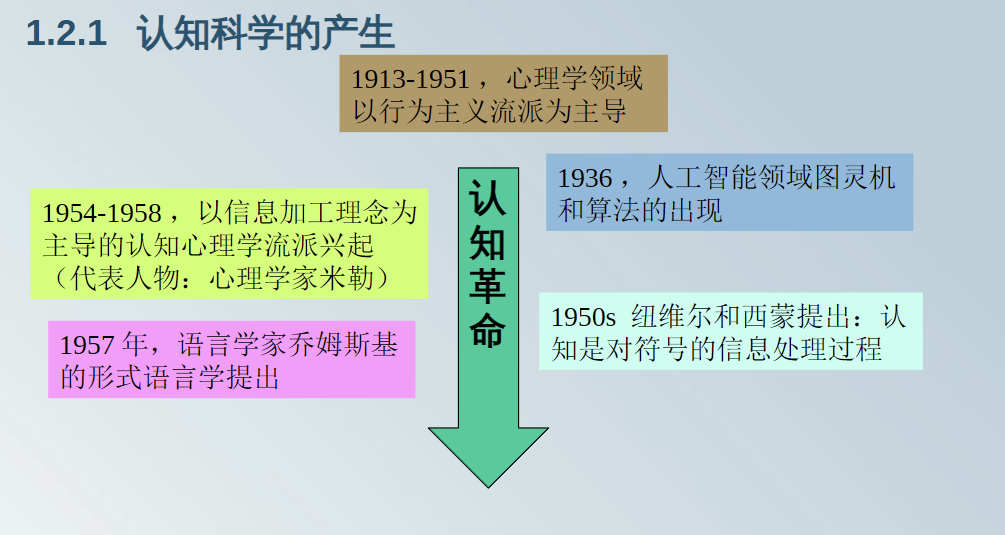 1.2.1 认知科学的产生
1913-1951，心理学领域
以行为主义流派为主导
1936，人工智能领域图灵机
和算法的出现
1954-1958，以信息加工理念为
主导的认知心理学流派兴起
（代表人物：心理学家米勒）
认
知
革
命
1950s 纽维尔和西蒙提出：认
知是对符号的信息处理过程
1957年，语言学家乔姆斯基
的形式语言学提出